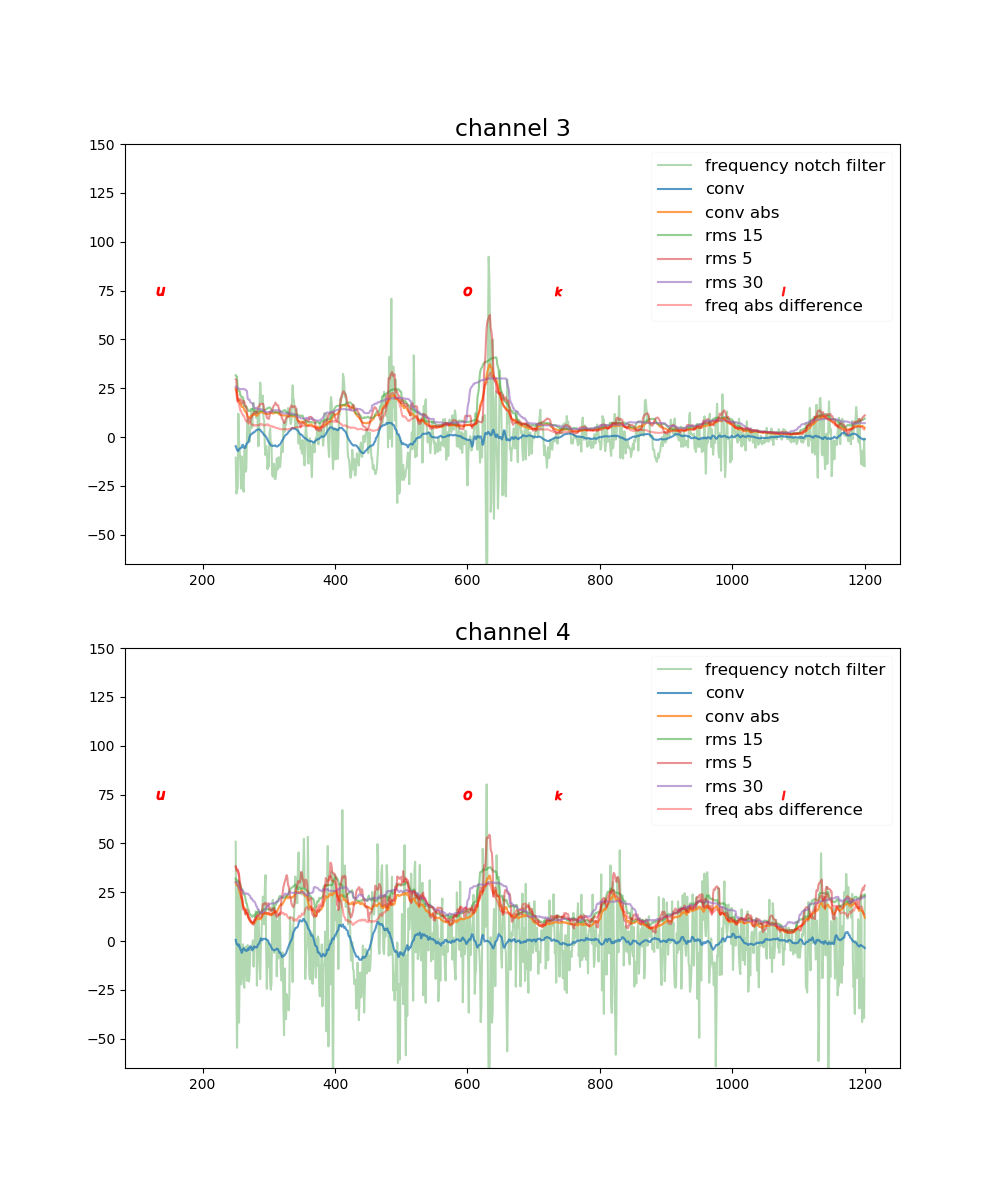 channel 3
150
125
100
75
50
25
0
−25
−50
frequency notch filter
conv
conv abs
rms 15
rms 5
rms 30
freq abs difference
u o k l
200 400 600 800 1000 1200
channel 4
150
125
100
75
50
25
0
−25
−50
frequency notch filter
conv
conv abs
rms 15
rms 5
rms 30
freq abs difference
u o k l
200 400 600 800 1000 1200